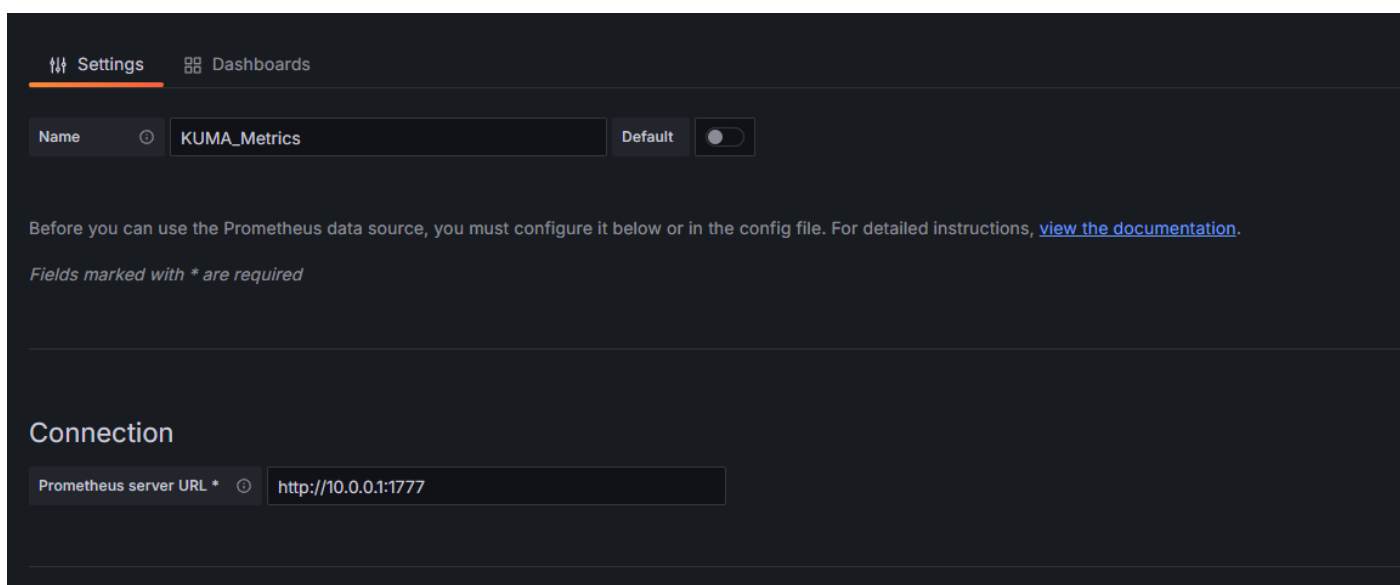 Settings Dashboards
Name KUMA_Metrics Default
Before you can use the Prometheus data source, you must configure it below or in the config file. For detailed instructions, view the documentation.
Fields marked with * are required
Connection
Prometheus server URL * http://10.0.0.1:1777